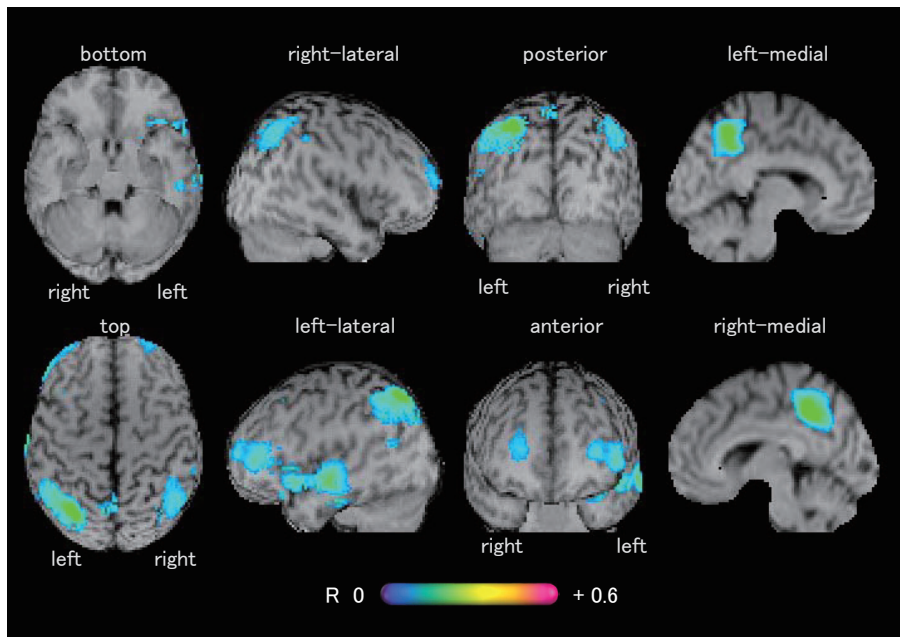 bottom
right-lateral
posterior
left-medial
right
left
left
right
top
left-lateral
anterior
right-medial
left
right
right
left
R 0
+ 0.6